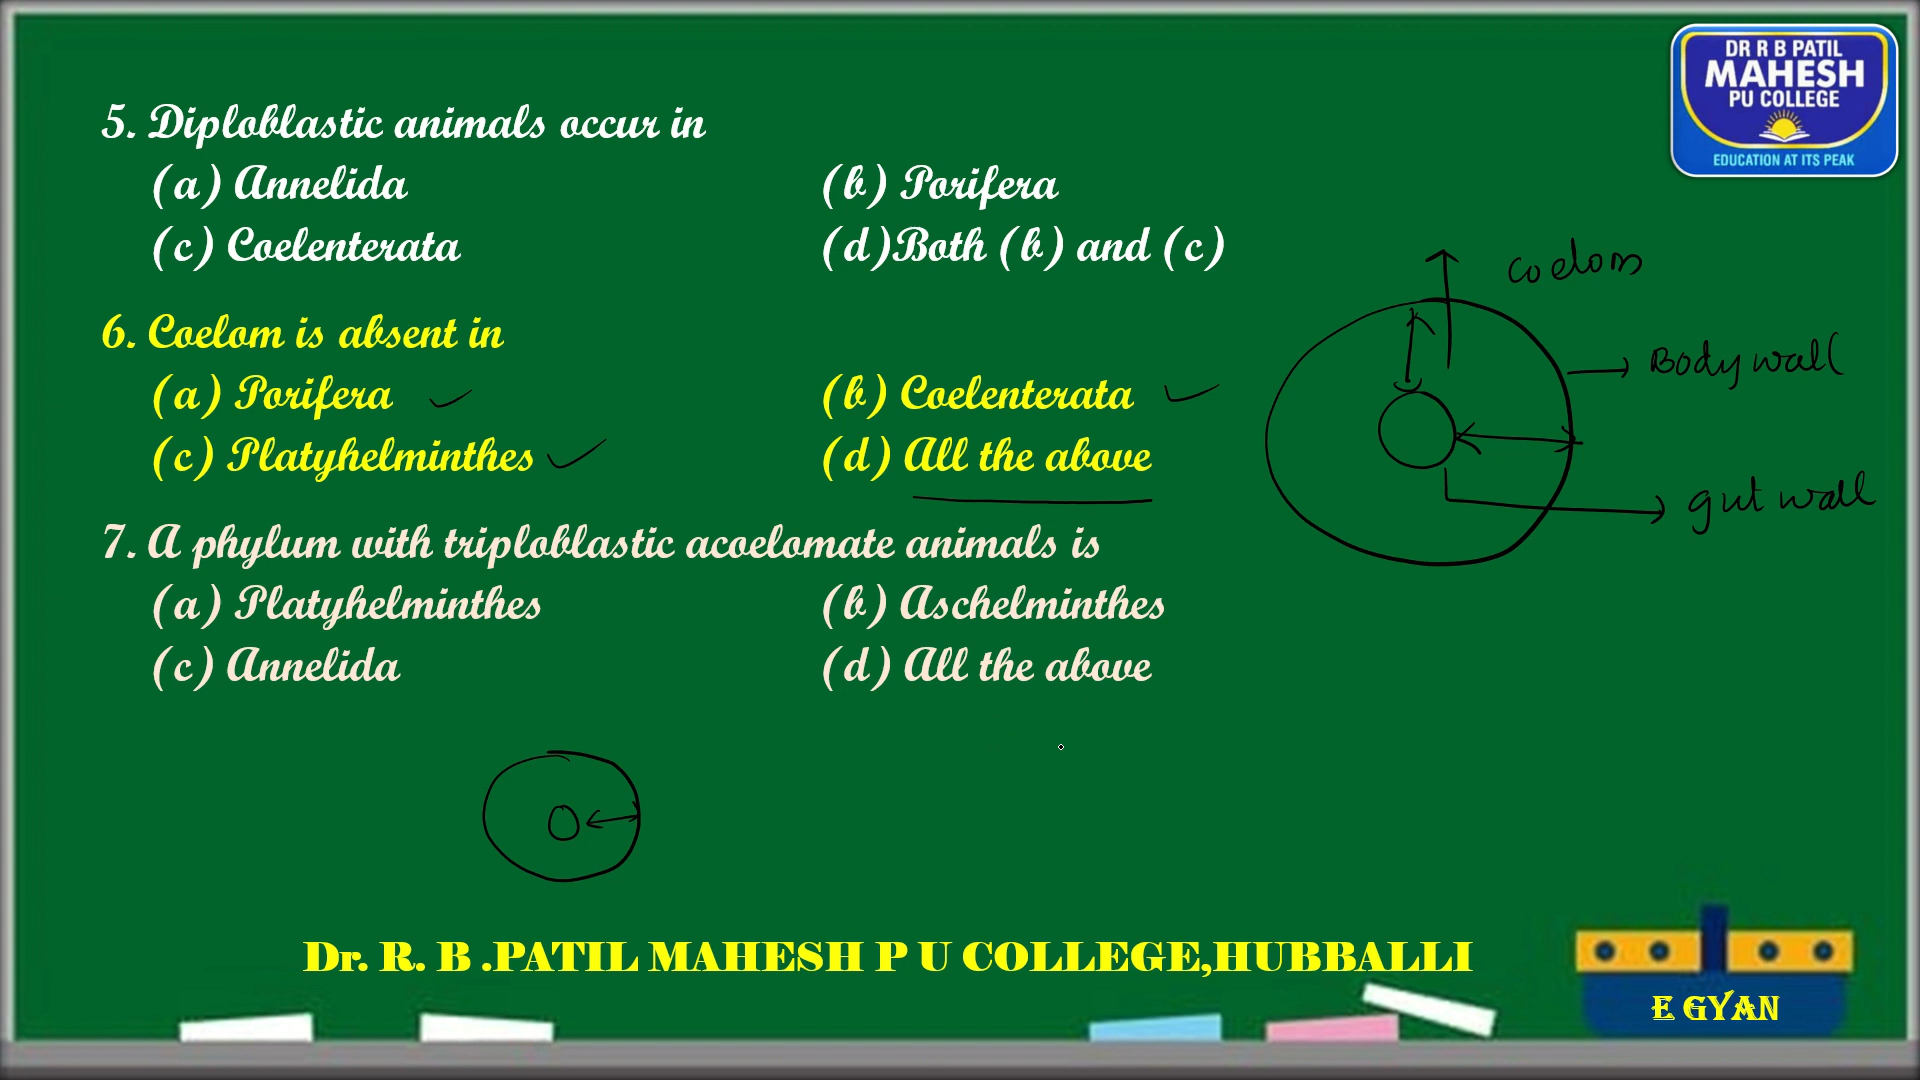 DR R B PATIL
MAHESH
PU COLLEGE
EDUCATION AT ITS PEAK
5. Diploblastic animals occur in
(a) Annelida (b) Porifera
(c) Coelenterata (d)Both (b) and (c)
6. Coelom is absent in
(a) Porifera (b) Coelenterata
(c) Platyhelminthes (d) All the above
7. A phylum with triploblastic acoelomate animals is
(a) Platyhelminthes (b) Aschelminthes
(c) Annelida (d) All the above
coelom
Body wall
gut wall
Dr. R. B .PATIL MAHESH P U COLLEGE,HUBBALLI
E GYAN